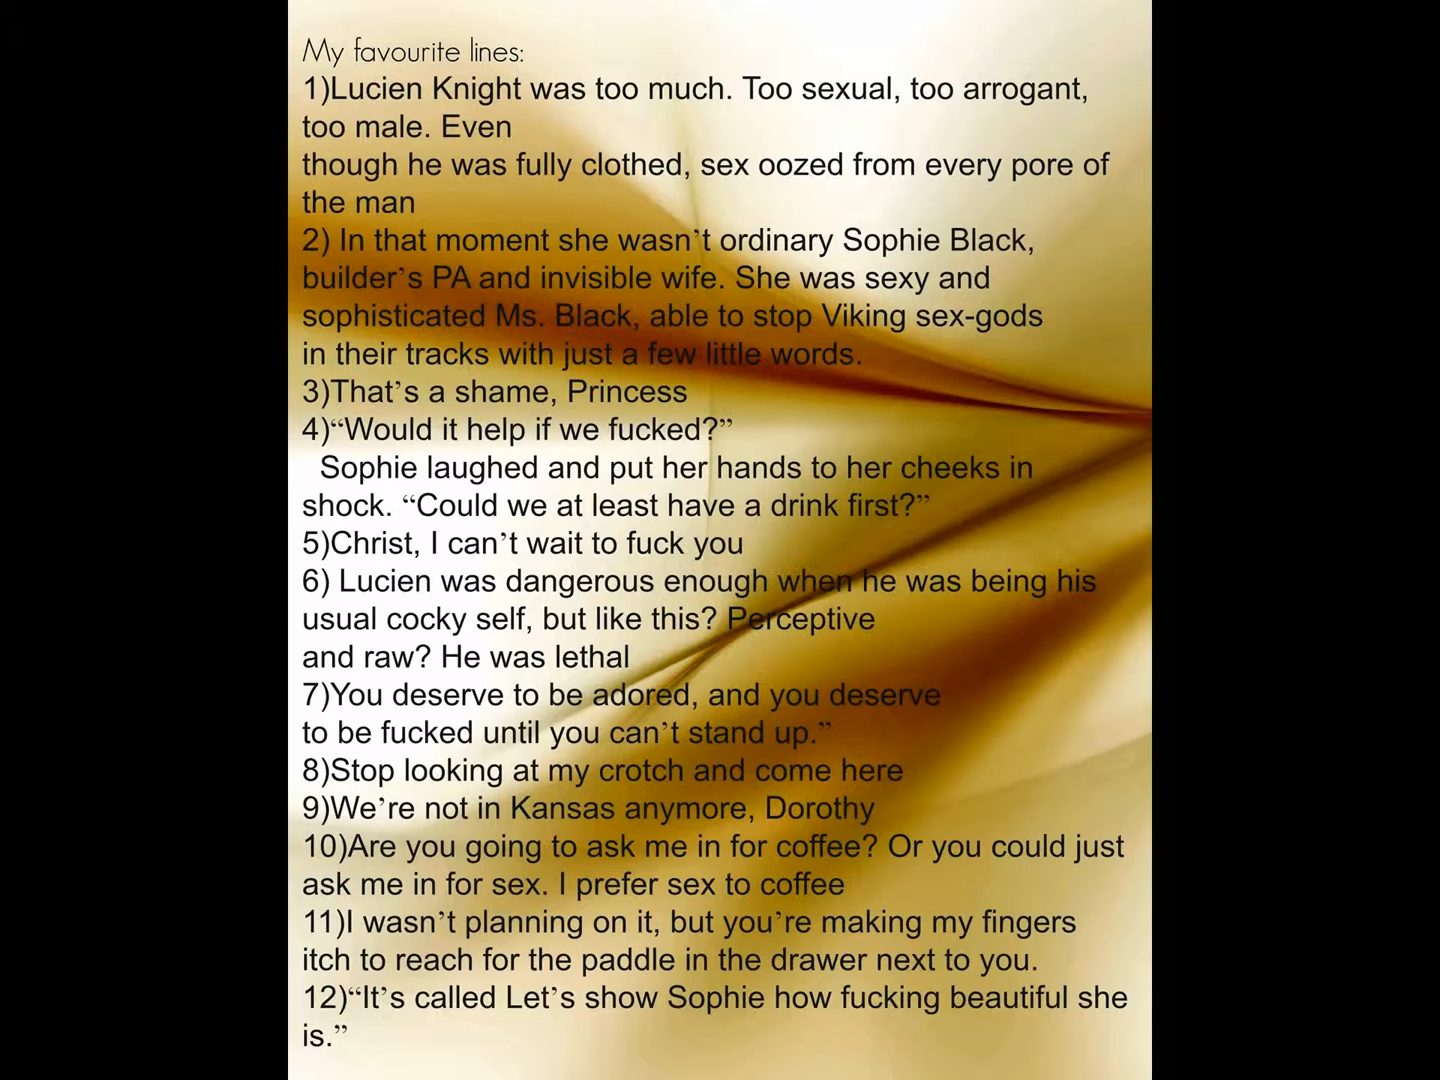 My favourite lines:
1)Lucien Knight was too much. Too sexual, too arrogant,
too male. Even
though he was fully clothed, sex oozed from every pore of
the man
2) In that moment she wasn’t ordinary Sophie Black,
builder’s PA and invisible wife. She was sexy and
sophisticated Ms. Black, able to stop Viking sex-gods
in their tracks with just a few little words.
3)That’s a shame, Princess
4)“Would it help if we fucked?”
Sophie laughed and put her hands to her cheeks in
shock. “Could we at least have a drink first?”
5)Christ, I can’t wait to fuck you
6) Lucien was dangerous enough when he was being his
usual cocky self, but like this? Perceptive
and raw? He was lethal
7)You deserve to be adored, and you deserve
to be fucked until you can’t stand up.”
8)Stop looking at my crotch and come here
9)We’re not in Kansas anymore, Dorothy
10)Are you going to ask me in for coffee? Or you could just
ask me in for sex. I prefer sex to coffee
11)I wasn’t planning on it, but you’re making my fingers
itch to reach for the paddle in the drawer next to you.
12)“It’s called Let’s show Sophie how fucking beautiful she
is.”